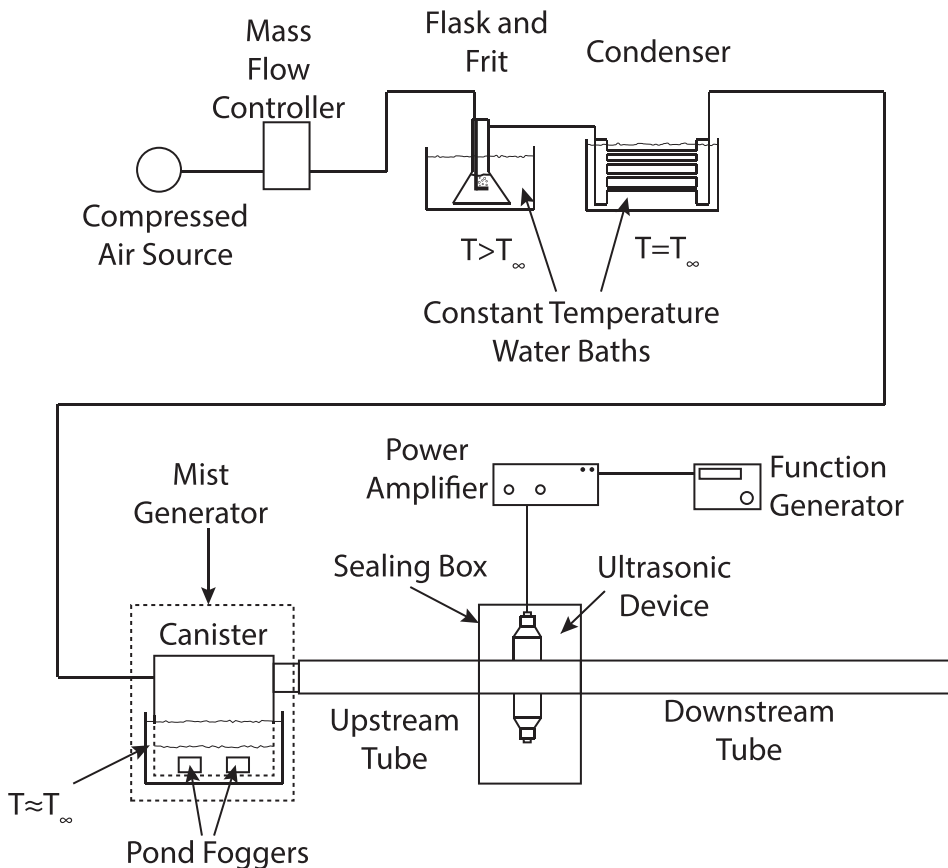 Mass
Flow
Controller
Flask and
Frit
Condenser
Compressed
Air Source
T>T∞
T=T∞
Constant Temperature
Water Baths
Mist
Generator
Power
Amplifier
Function
Generator
Sealing Box
Ultrasonic
Device
Canister
Upstream
Tube
Downstream
Tube
T≈T∞
Pond Foggers